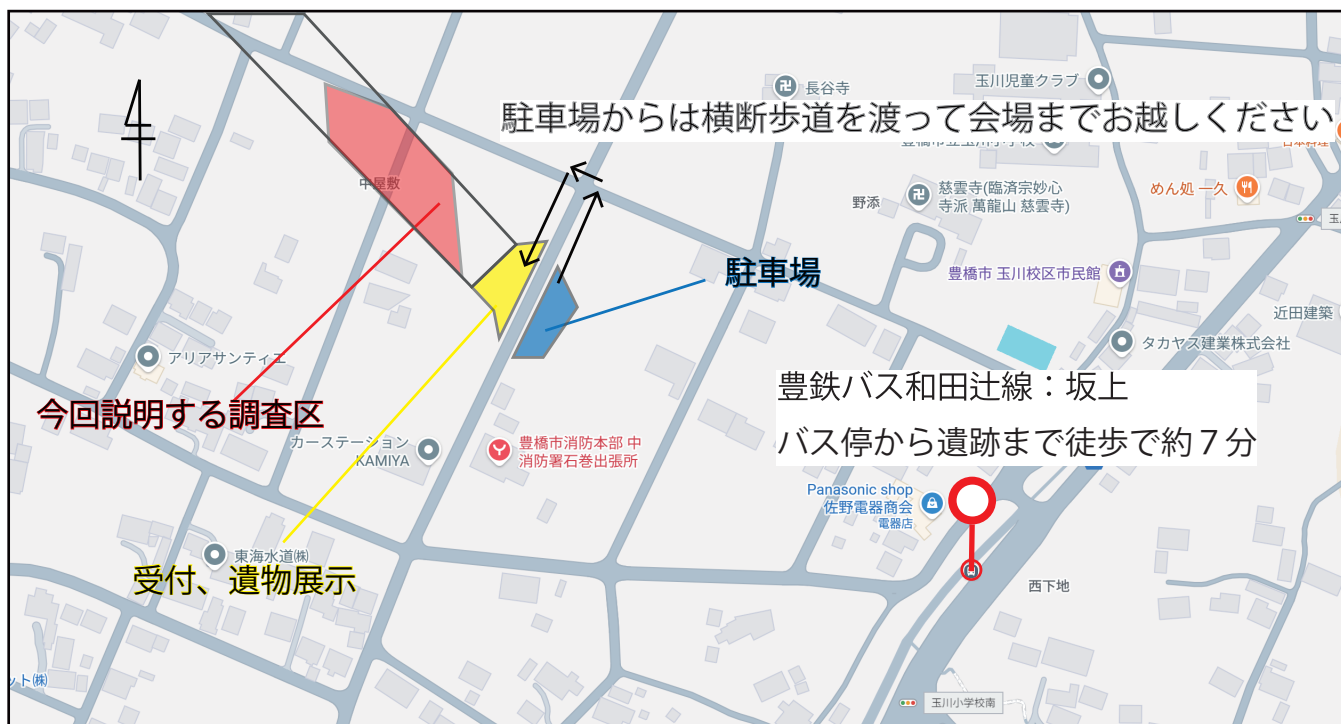 長谷寺
玉川児童クラブ
駐車場からは横断歩道を渡って会場までお越しください
中屋敷
野添
慈雲寺(臨済宗妙心
寺派 萬龍山 慈雲寺)
めん処 一久
駐車場
豊橋市 玉川校区市民館
近田建築
タカヤス建業株式会社
アリアサンティエ
今回説明する調査区
カーステーション
KAMIYA
豊橋市消防本部 中
消防署石巻出張所
豊鉄バス和田辻線：坂上
バス停から遺跡まで徒歩で約７分
Panasonic shop
佐野電器商会
電器店
東海水道㈱
受付、遺物展示
西下地
ット㈱
玉川小学校南